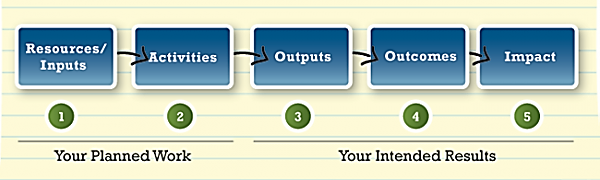 Resources/
Inputs
Activities
Outputs
Outcomes
Impact
1
2
3
4
5
Your Planned Work
Your Intended Results